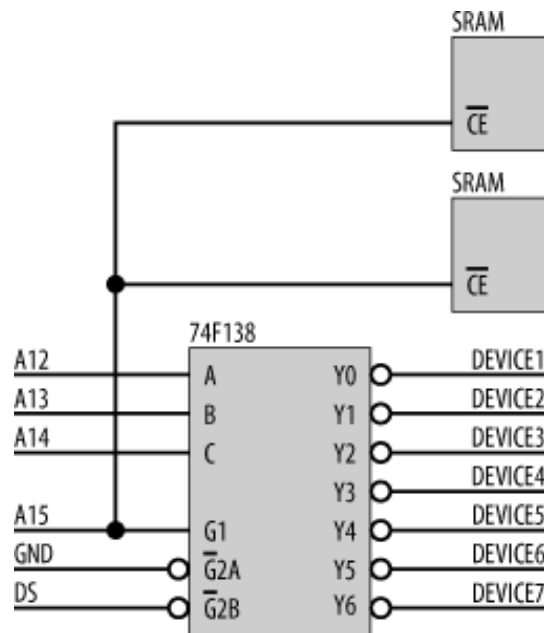 SRAM
CE
SRAM
CE
74F138
A12 A Y0 DEVICE1
A13 B Y1 DEVICE2
A14 C Y2 DEVICE3
Y3 DEVICE4
A15 G1 Y4 DEVICE5
GND G2A Y5 DEVICE6
DS G2B Y6 DEVICE7